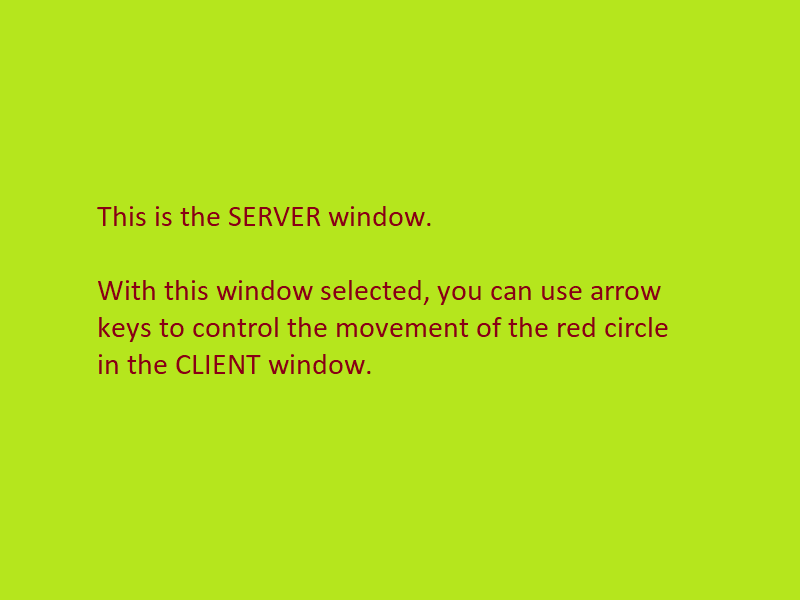 This is the SERVER window.
With this window selected, you can use arrow
keys to control the movement of the red circle
in the CLIENT window.